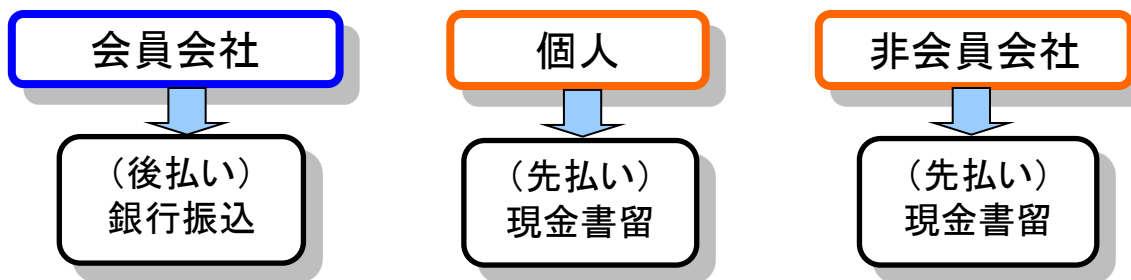 会員会社
個人
非会員会社
（後払い）
銀行振込
（先払い）
現金書留
（先払い）
現金書留